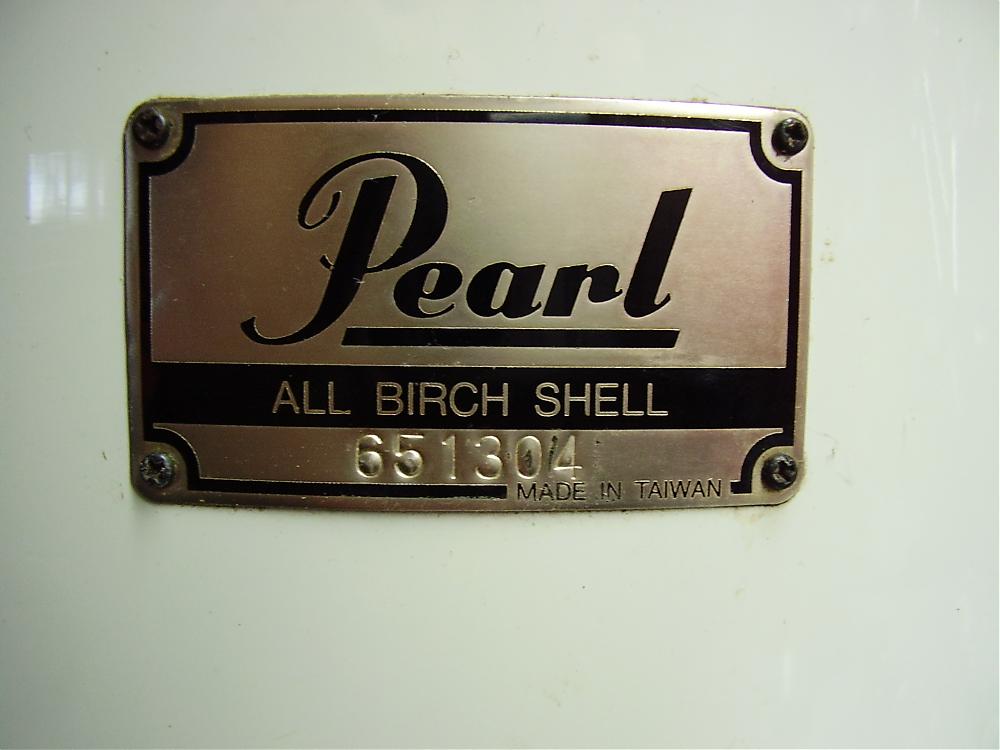 Pearl
ALL BIRCH SHELL
651304
MADE IN TAIWAN